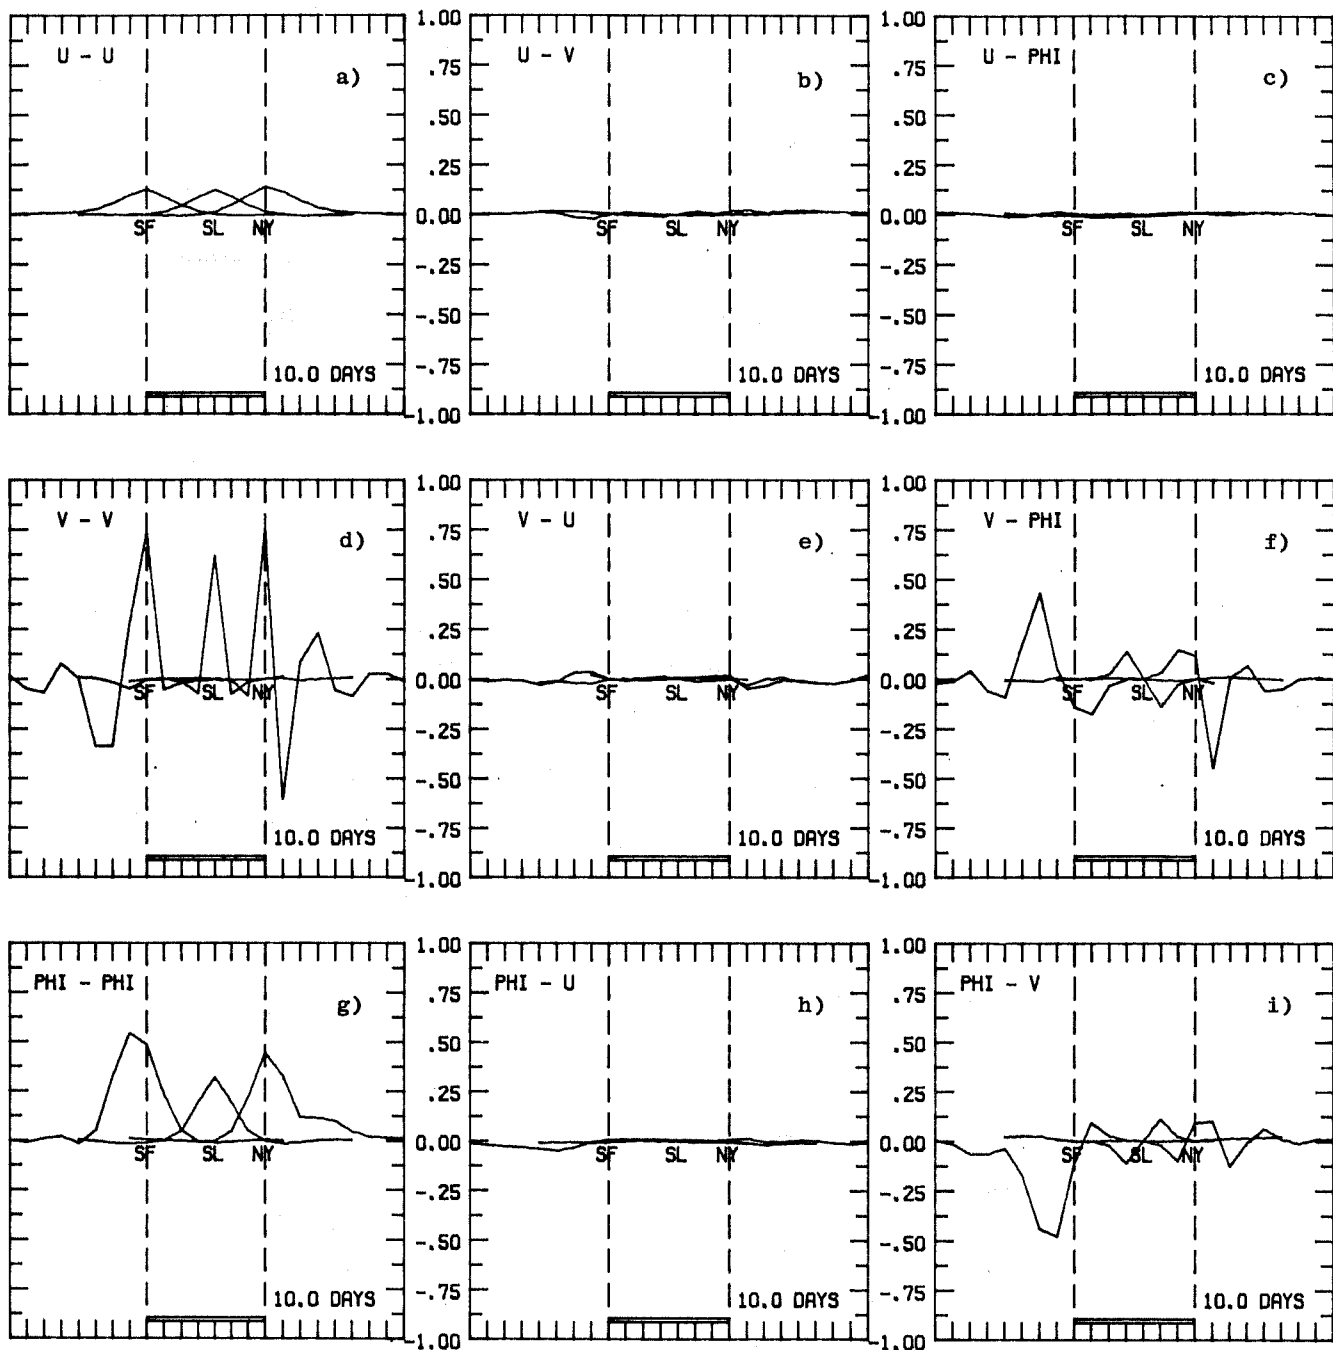 U - U
a)
SF SL NY
10.0 DAYS
1.00
.75
.50
.25
0.00
-.25
-.50
-.75
-1.00
U - V
b)
SF SL NY
10.0 DAYS
1.00
.75
.50
.25
0.00
-.25
-.50
-.75
-1.00
U - PHI
c)
SF SL NY
10.0 DAYS
V - V
d)
SF SL NY
10.0 DAYS
1.00
.75
.50
.25
0.00
-.25
-.50
-.75
-1.00
V - U
e)
SF SL NY
10.0 DAYS
1.00
.75
.50
.25
0.00
-.25
-.50
-.75
-1.00
V - PHI
f)
SF SL NY
10.0 DAYS
PHI - PHI
g)
SF SL NY
10.0 DAYS
1.00
.75
.50
.25
0.00
-.25
-.50
-.75
-1.00
PHI - U
h)
SF SL NY
10.0 DAYS
1.00
.75
.50
.25
0.00
-.25
-.50
-.75
-1.00
PHI - V
i)
SF SL NY
10.0 DAYS